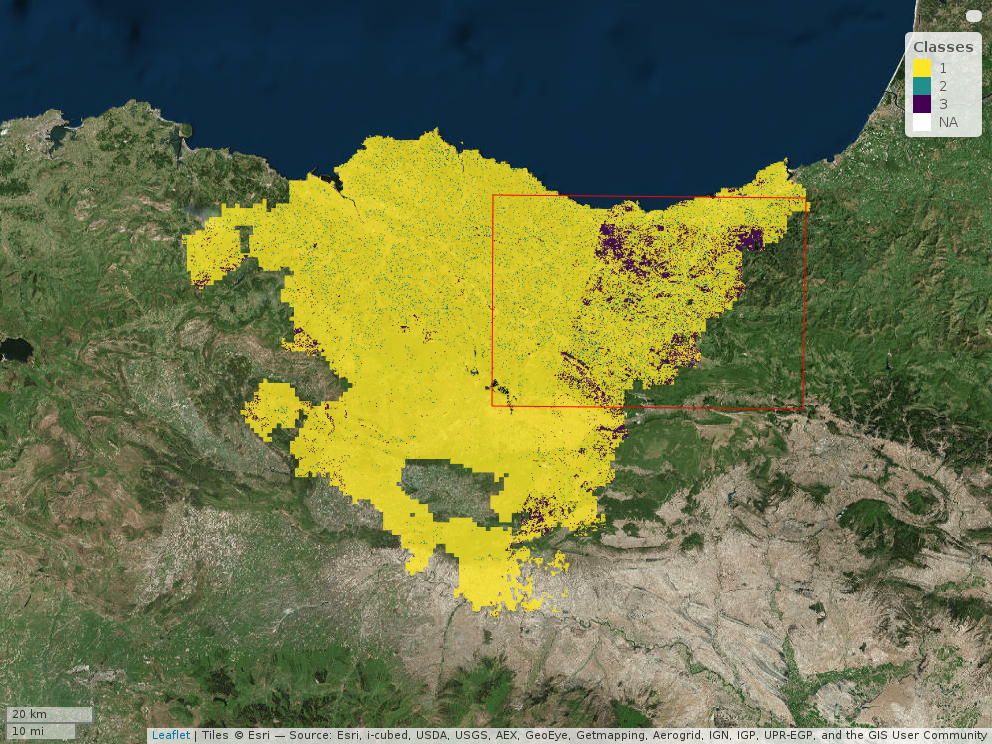 Classes
1
2
3
NA
20 km
10 mi
Leaflet | Tiles © Esri — Source: Esri, i-cubed, USDA, USGS, AEX, GeoEye, Getmapping, Aerogrid, IGN, IGP, UPR-EGP, and the GIS User Community